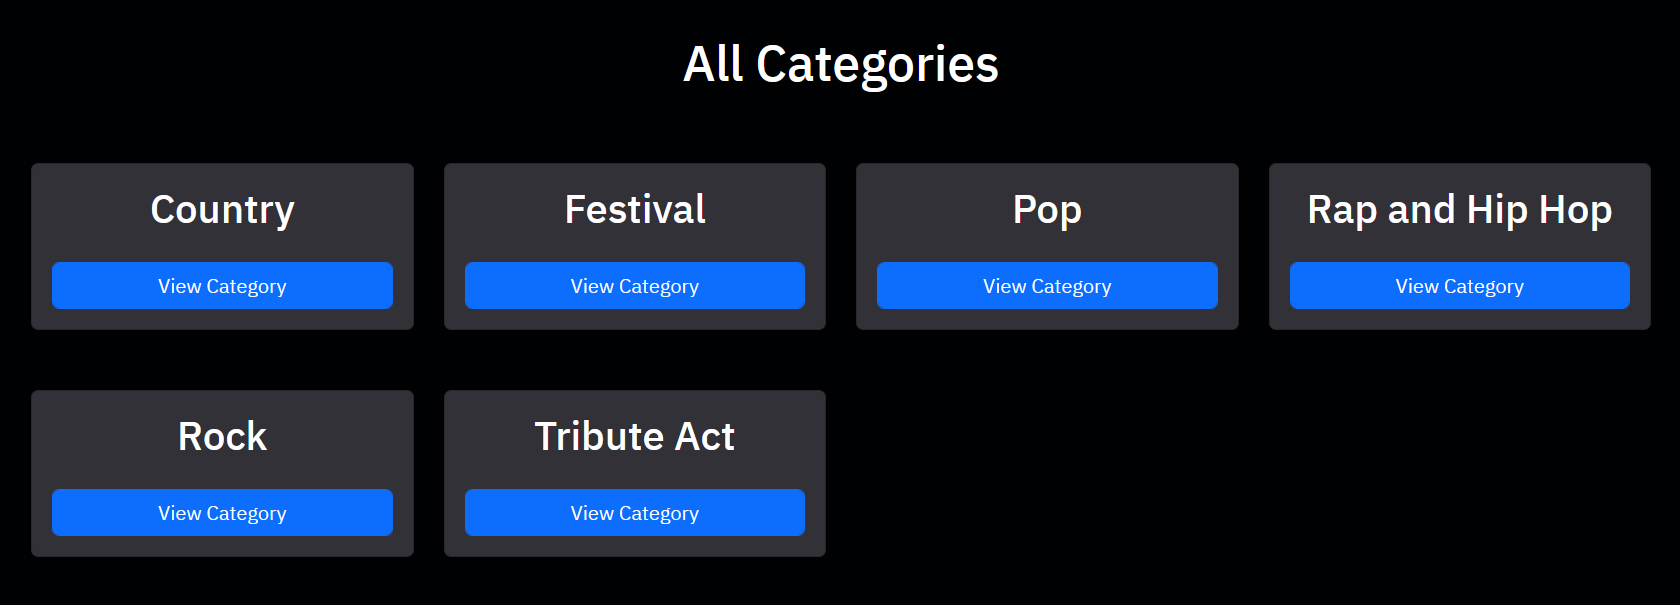 All Categories
Country
Festival
Pop
Rap and Hip Hop
View Category
View Category
View Category
View Category
Rock
Tribute Act
View Category
View Category